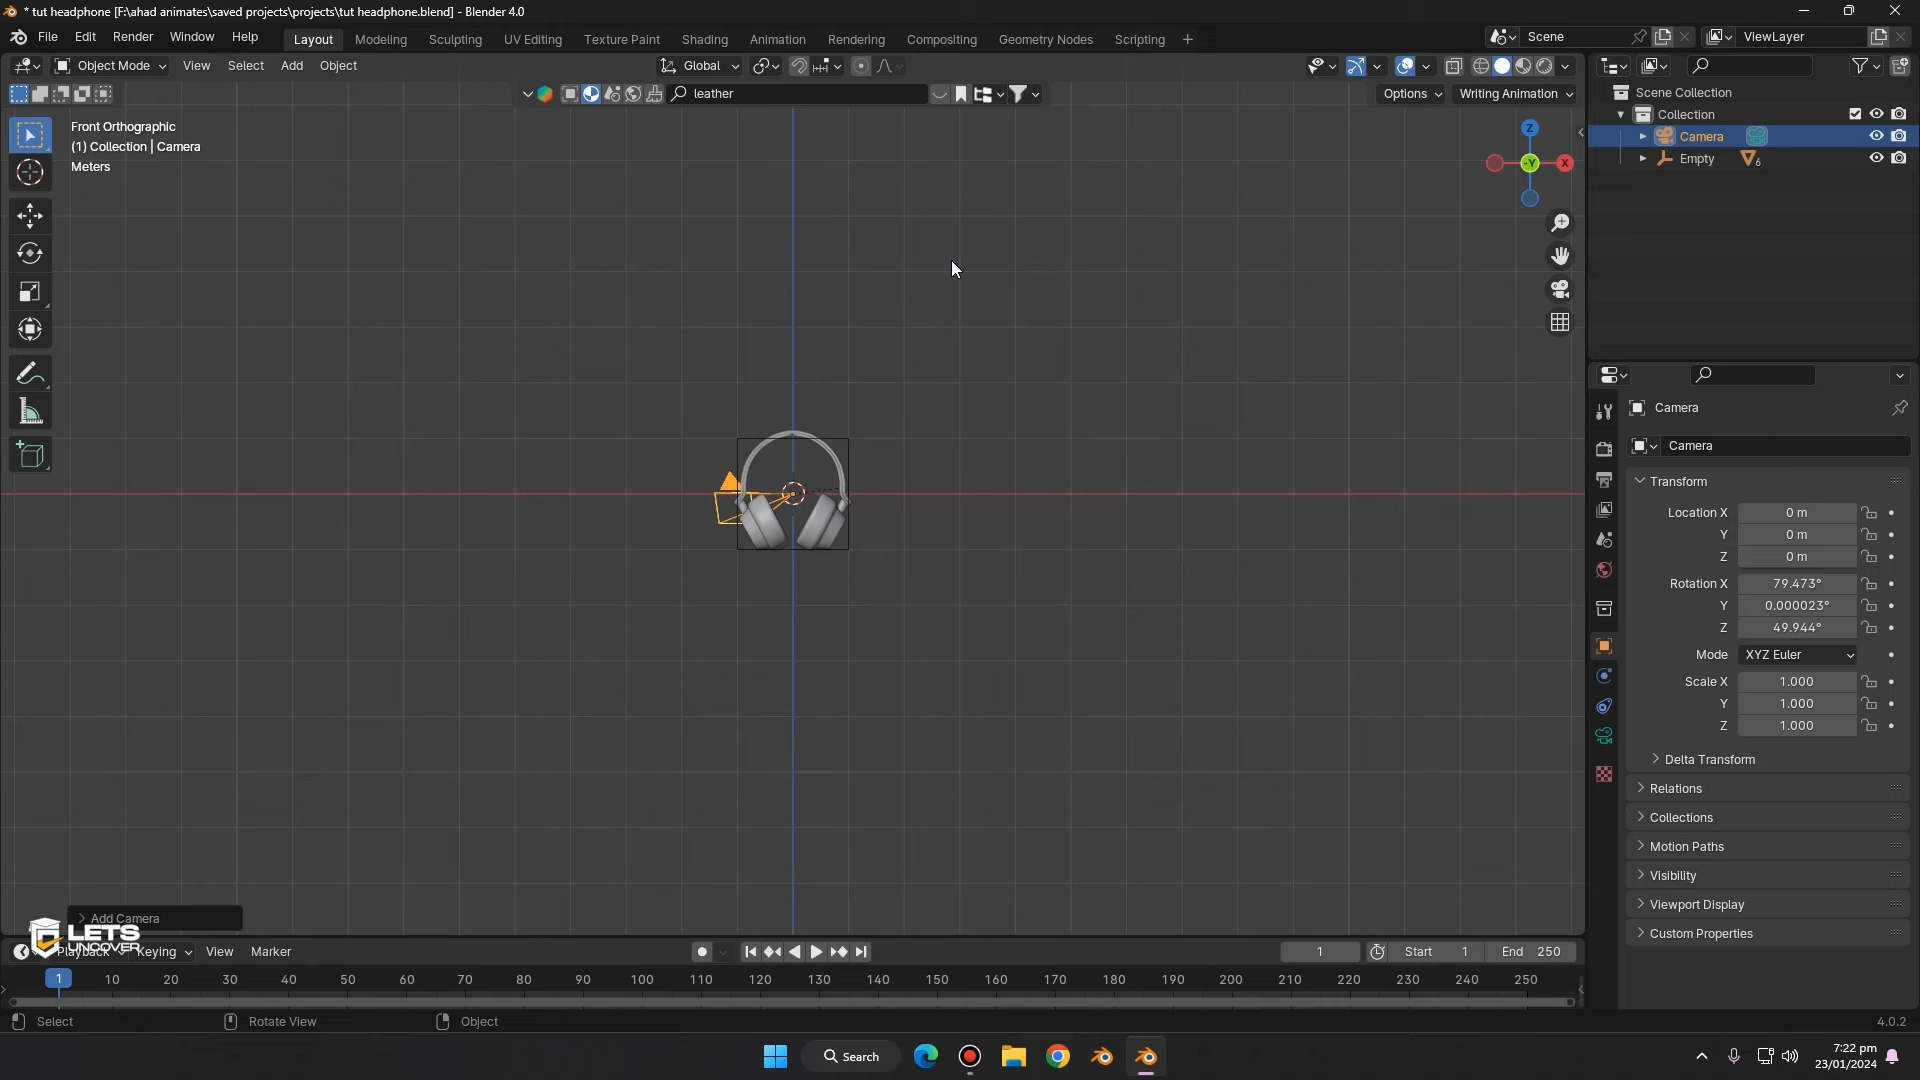 * tut headphone [F:\ahad animates\saved projects\projects\tut headphone.blend] - Blender 4.0
File Edit Render Window Help Layout Modeling Sculpting UV Editing Texture Paint Shading Animation Rendering Compositing Geometry Nodes Scripting + Scene ViewLayer
Object Mode View Select Add Object Global
leather Options Writing Animation
Front Orthographic
(1) Collection | Camera
Meters
Z
-Y
X
Scene Collection
Collection
Camera
Empty 6
Camera
Camera
Transform
Location X 0 m
Y 0 m
Z 0 m
Rotation X 79.473°
Y 0.000023°
Z 49.944°
Mode XYZ Euler
Scale X 1.000
Y 1.000
Z 1.000
Delta Transform
Relations
Collections
Motion Paths
Visibility
Viewport Display
Custom Properties
Add Camera
LETS
UNCOVER
Playback Keying View Marker 1 Start 1 End 250
1 10 20 30 40 50 60 70 80 90 100 110 120 130 140 150 160 170 180 190 200 210 220 230 240 250
Select Rotate View Object 4.0.2
Search
7:22 pm
23/01/2024